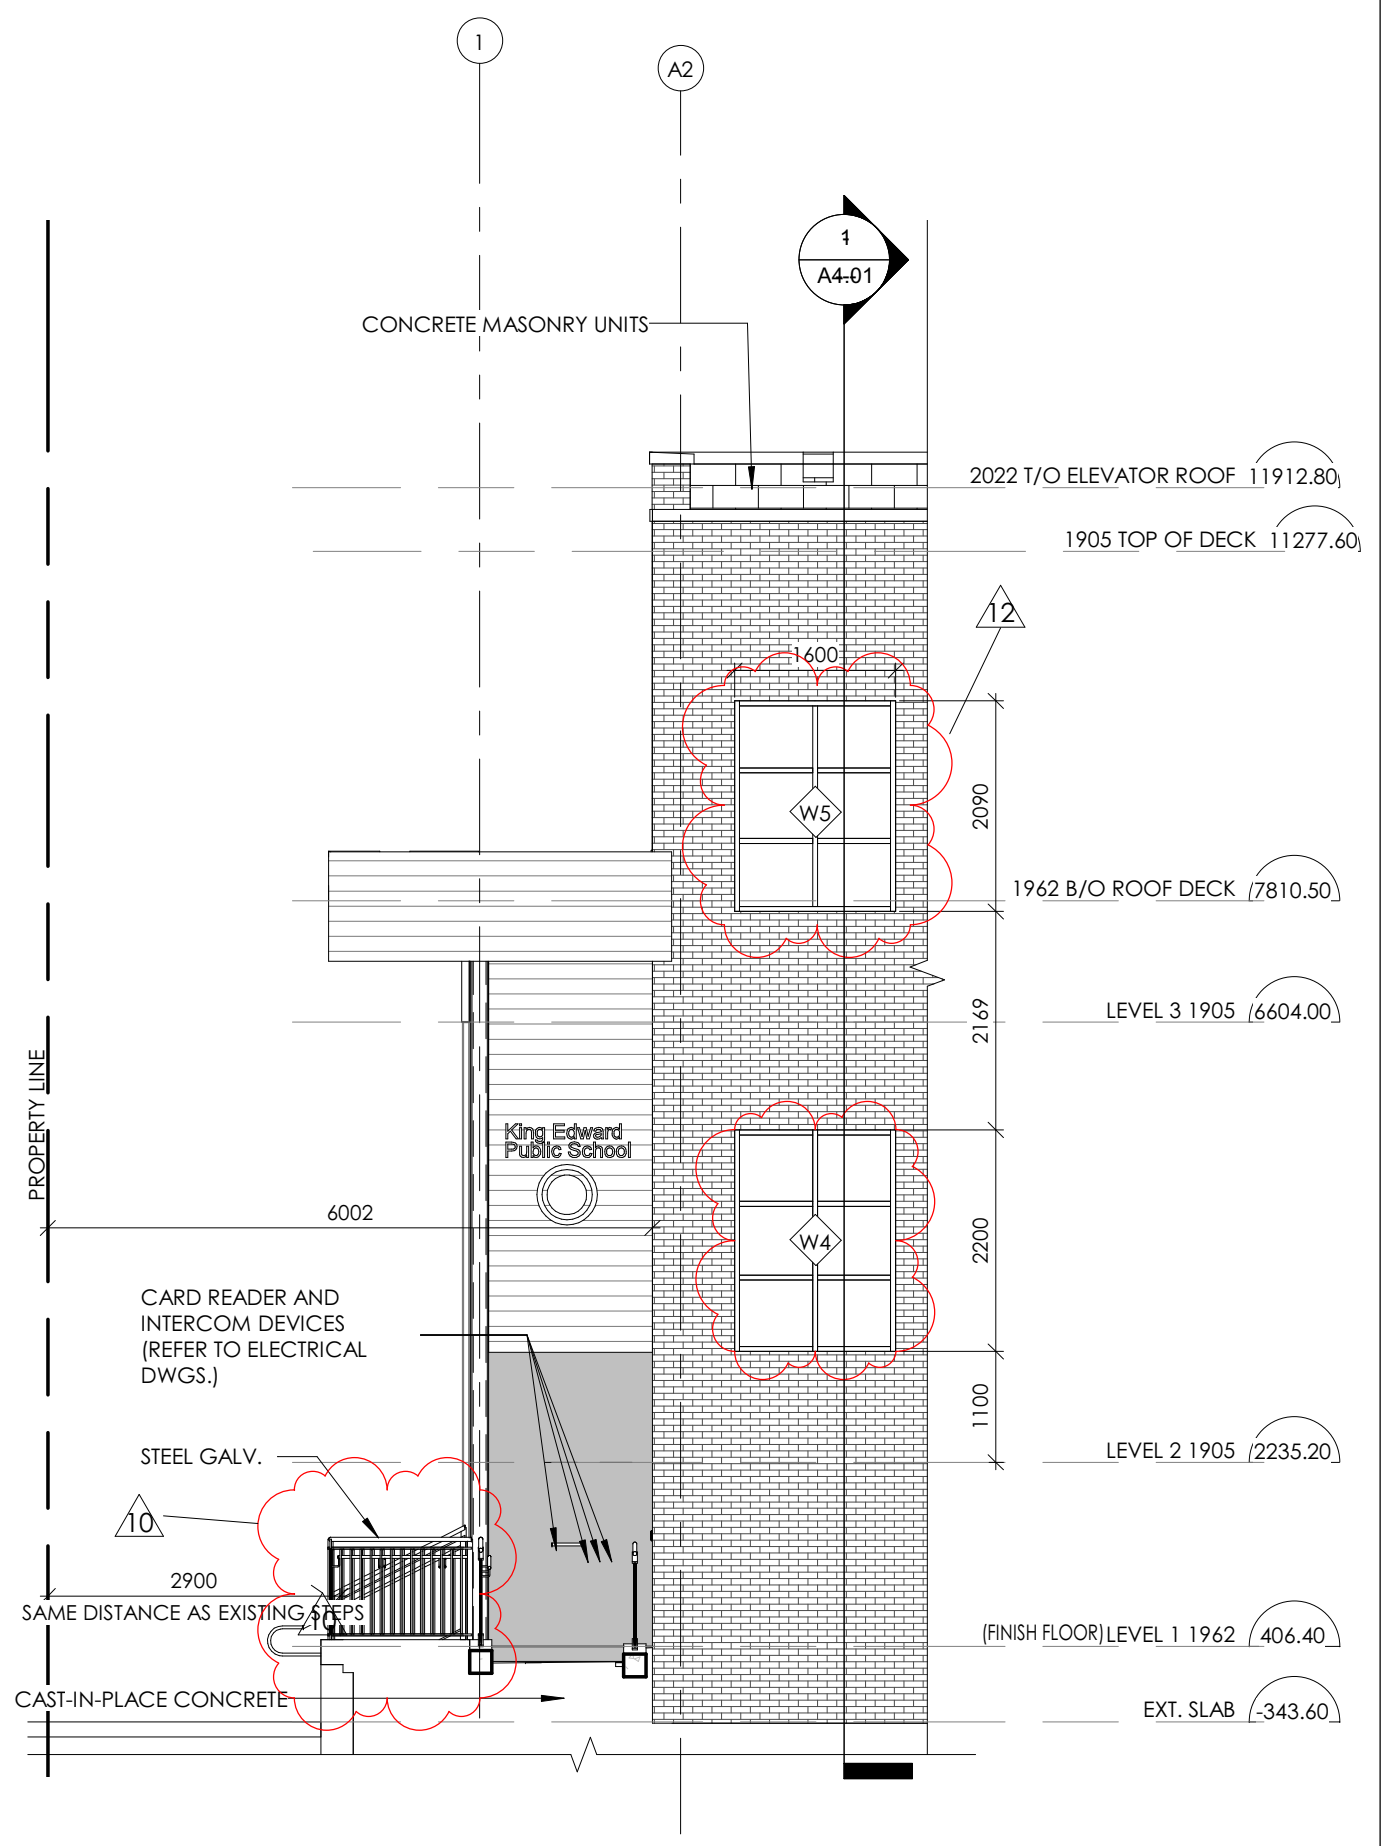 1
A2
1
A4-01
CONCRETE MASONRY UNITS
2022 T/O ELEVATOR ROOF 11912.80
1905 TOP OF DECK 11277.60
12
1600
2090
W5
1962 B/O ROOF DECK 7810.50
LEVEL 3 1905 6604.00
2169
PROPERTY LINE
King Edward
Public School
6002
W4
2200
CARD READER AND
INTERCOM DEVICES
(REFER TO ELECTRICAL
DWGS.)
1100
STEEL GALV.
LEVEL 2 1905 2235.20
10
2900
SAME DISTANCE AS EXISTING STEPS
10
(FINISH FLOOR) LEVEL 1 1962 406.40
CAST-IN-PLACE CONCRETE
EXT. SLAB -343.60